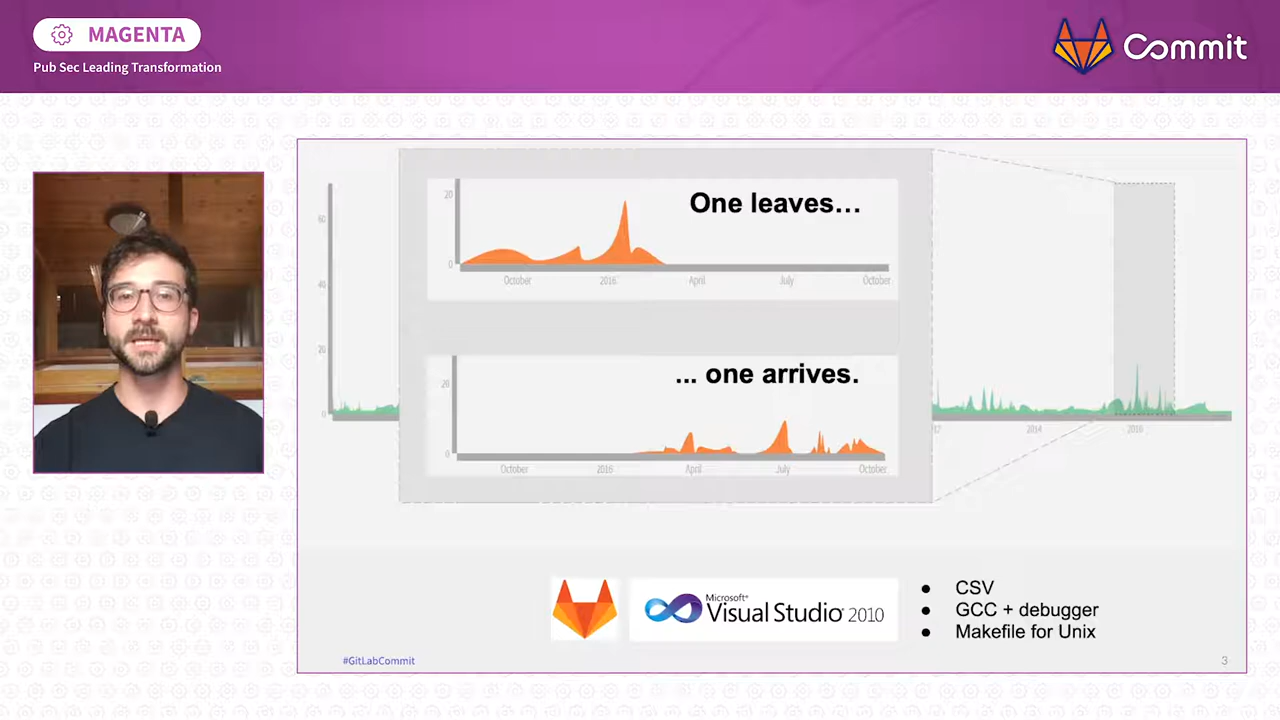 MAGENTA
Pub Sec Leading Transformation
Commit
60
40
20
0
20
0
One leaves…
October
2016
April
July
October
20
0
... one arrives.
October
2016
April
July
October
2014
2016
Microsoft®
Visual Studio 2010
● CSV
● GCC + debugger
● Makefile for Unix
#GitLabCommit
3